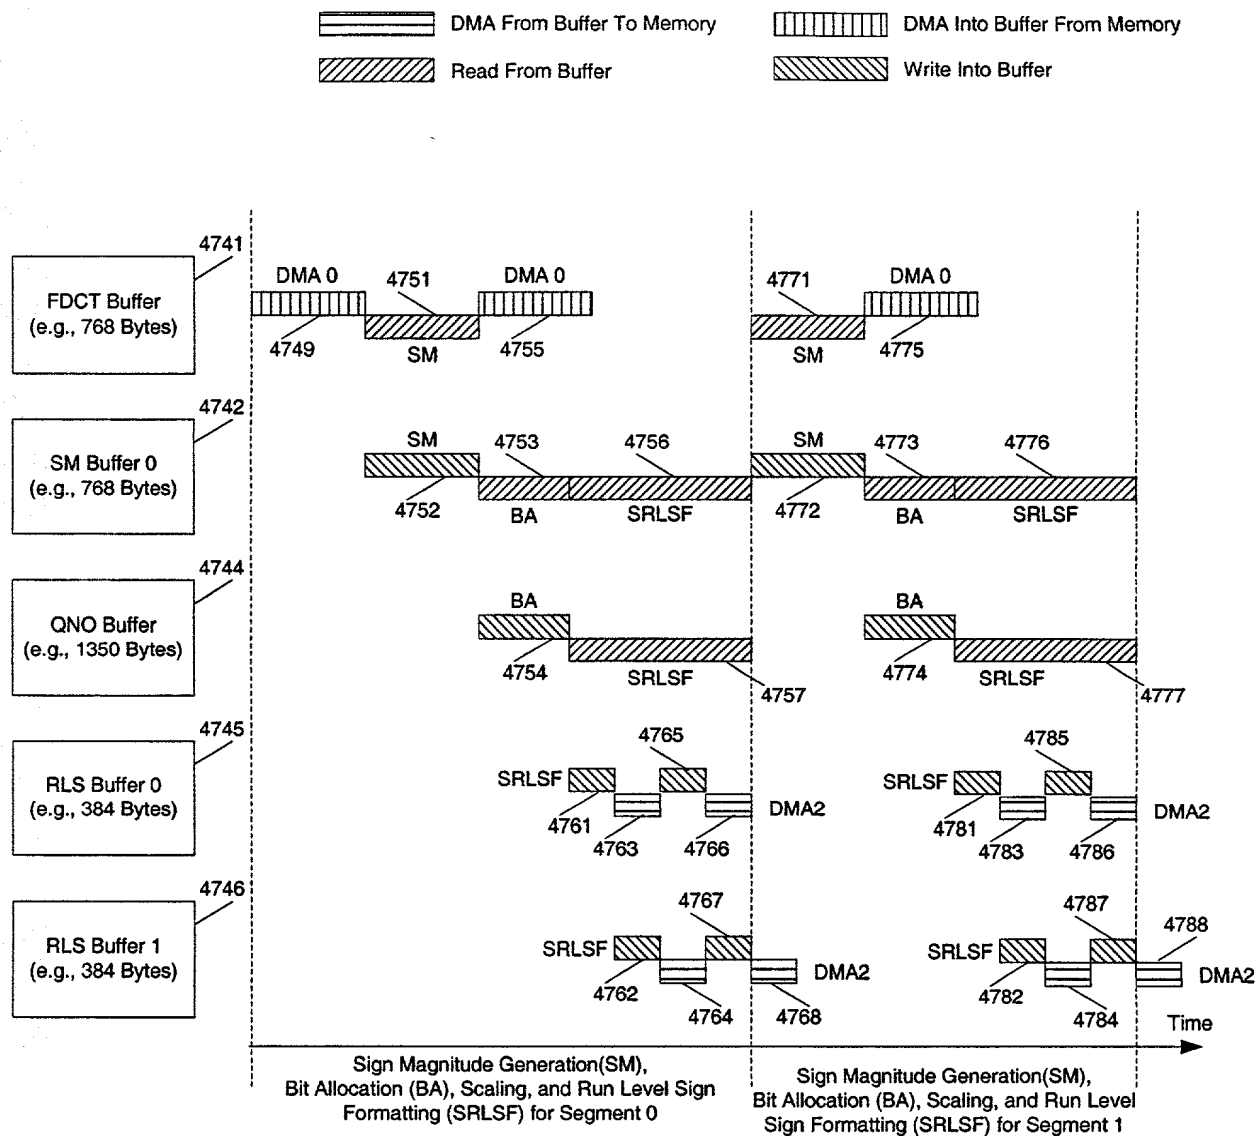 DMA From Buffer To Memory
DMA Into Buffer From Memory
Read From Buffer
Write Into Buffer
4741
FDCT Buffer
(e.g., 768 Bytes)
DMA 0
4751
DMA 0
4771
DMA 0
4749
SM
4755
SM
4775
4742
SM Buffer 0
(e.g., 768 Bytes)
SM
4753
4756
SM
4773
4776
4752
BA
SRLSF
4772
BA
SRLSF
4744
QNO Buffer
(e.g., 1350 Bytes)
BA
BA
4754
SRLSF
4757
4774
SRLSF
4777
4745
RLS Buffer 0
(e.g., 384 Bytes)
4765
4785
SRLSF
DMA2
SRLSF
DMA2
4761
4763
4766
4781
4783
4786
4746
RLS Buffer 1
(e.g., 384 Bytes)
4767
4787
4788
SRLSF
DMA2
SRLSF
DMA2
4762
4764
4768
4782
4784
Time
Sign Magnitude Generation(SM),
Bit Allocation (BA), Scaling, and Run Level Sign
Formatting (SRLSF) for Segment 0
Sign Magnitude Generation(SM),
Bit Allocation (BA), Scaling, and Run Level
Sign Formatting (SRLSF) for Segment 1